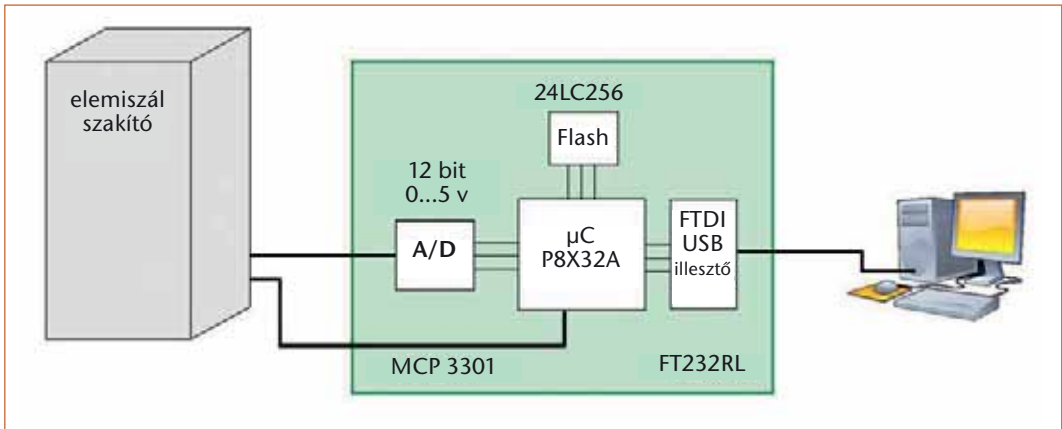 elemiszál
szakító
24LC256
Flash
12 bit
0...5 v
A/D
µC
P8X32A
FTDI
USB
illesztő
MCP 3301
FT232RL